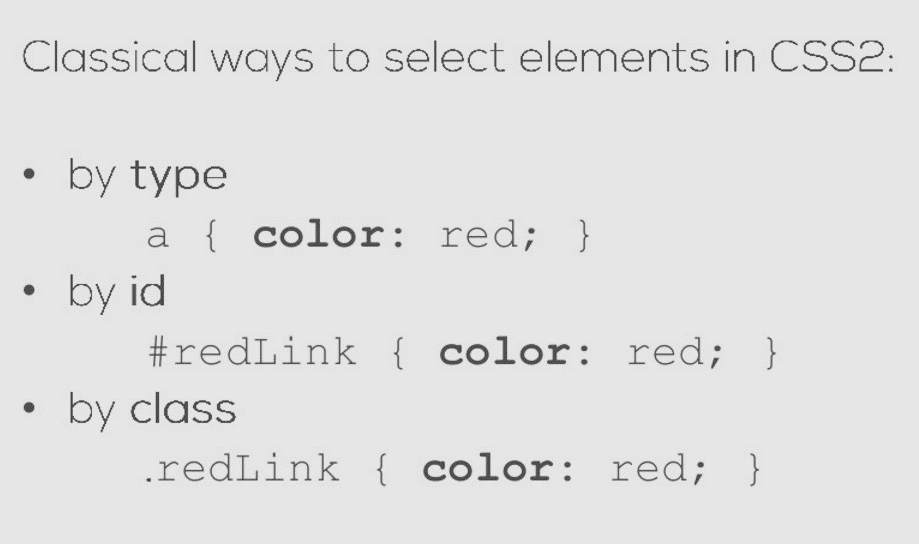 Classical ways to select elements in CSS2:
• by type
a { color: red; }
• by id
#redLink { color: red; }
• by class
.redLink { color: red; }